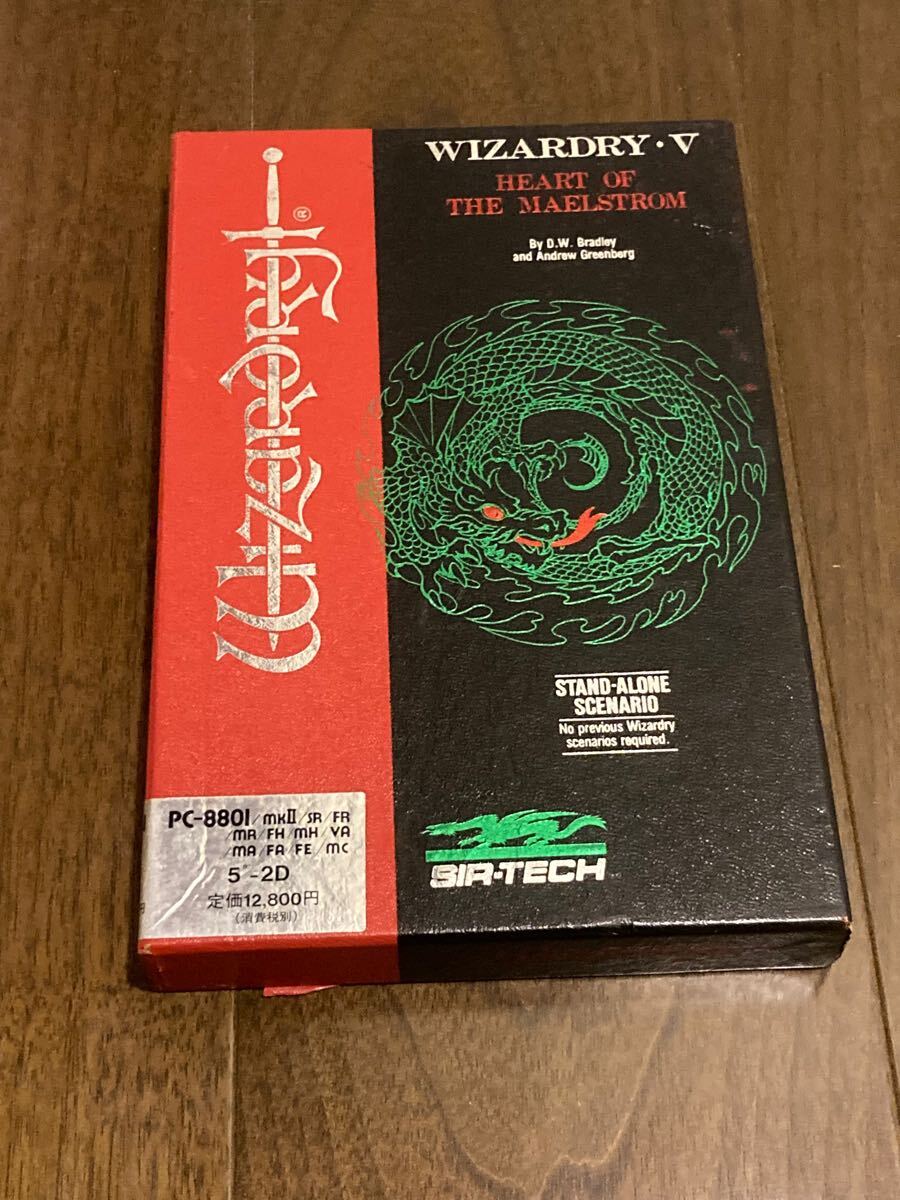 Wizardry®
WIZARDRY·V
HEART OF
THE MAELSTROM
By D.W. Bradley
and Andrew Greenberg
STAND-ALONE
SCENARIO
No previous Wizardry
scenarios required.
SIR-TECH
PC-8801/mkII/SR/FR
/MR/FH/MH/VA
/MA/FA/FE/MC
5"-2D
定価12,800円
(消費税別)